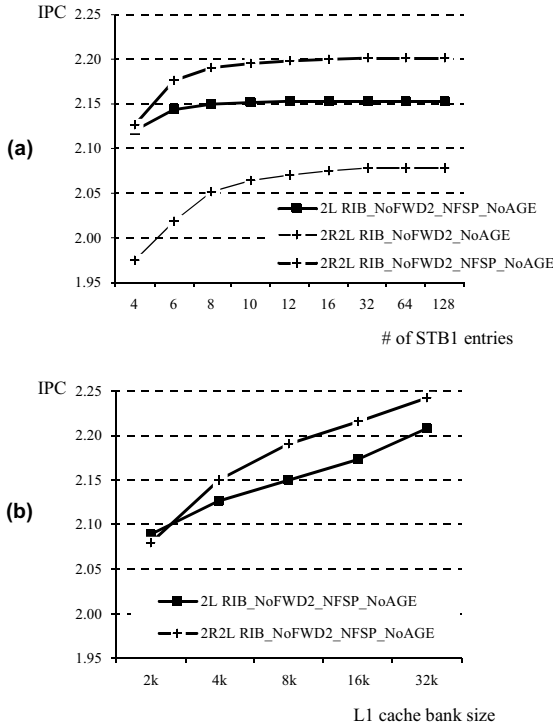 IPC
2.25
2.20
2.15
(a)
2.10
2.05
2.00
1.95
2L RIB_NoFWD2_NFSP_NoAGE
2R2L RIB_NoFWD2_NoAGE
2R2L RIB_NoFWD2_NFSP_NoAGE
4 6 8 10 12 16 32 64 128
# of STB1 entries
IPC
2.25
2.20
2.15
(b)
2.10
2.05
2.00
1.95
2L RIB_NoFWD2_NFSP_NoAGE
2R2L RIB_NoFWD2_NFSP_NoAGE
2k 4k 8k 16k 32k
L1 cache bank size